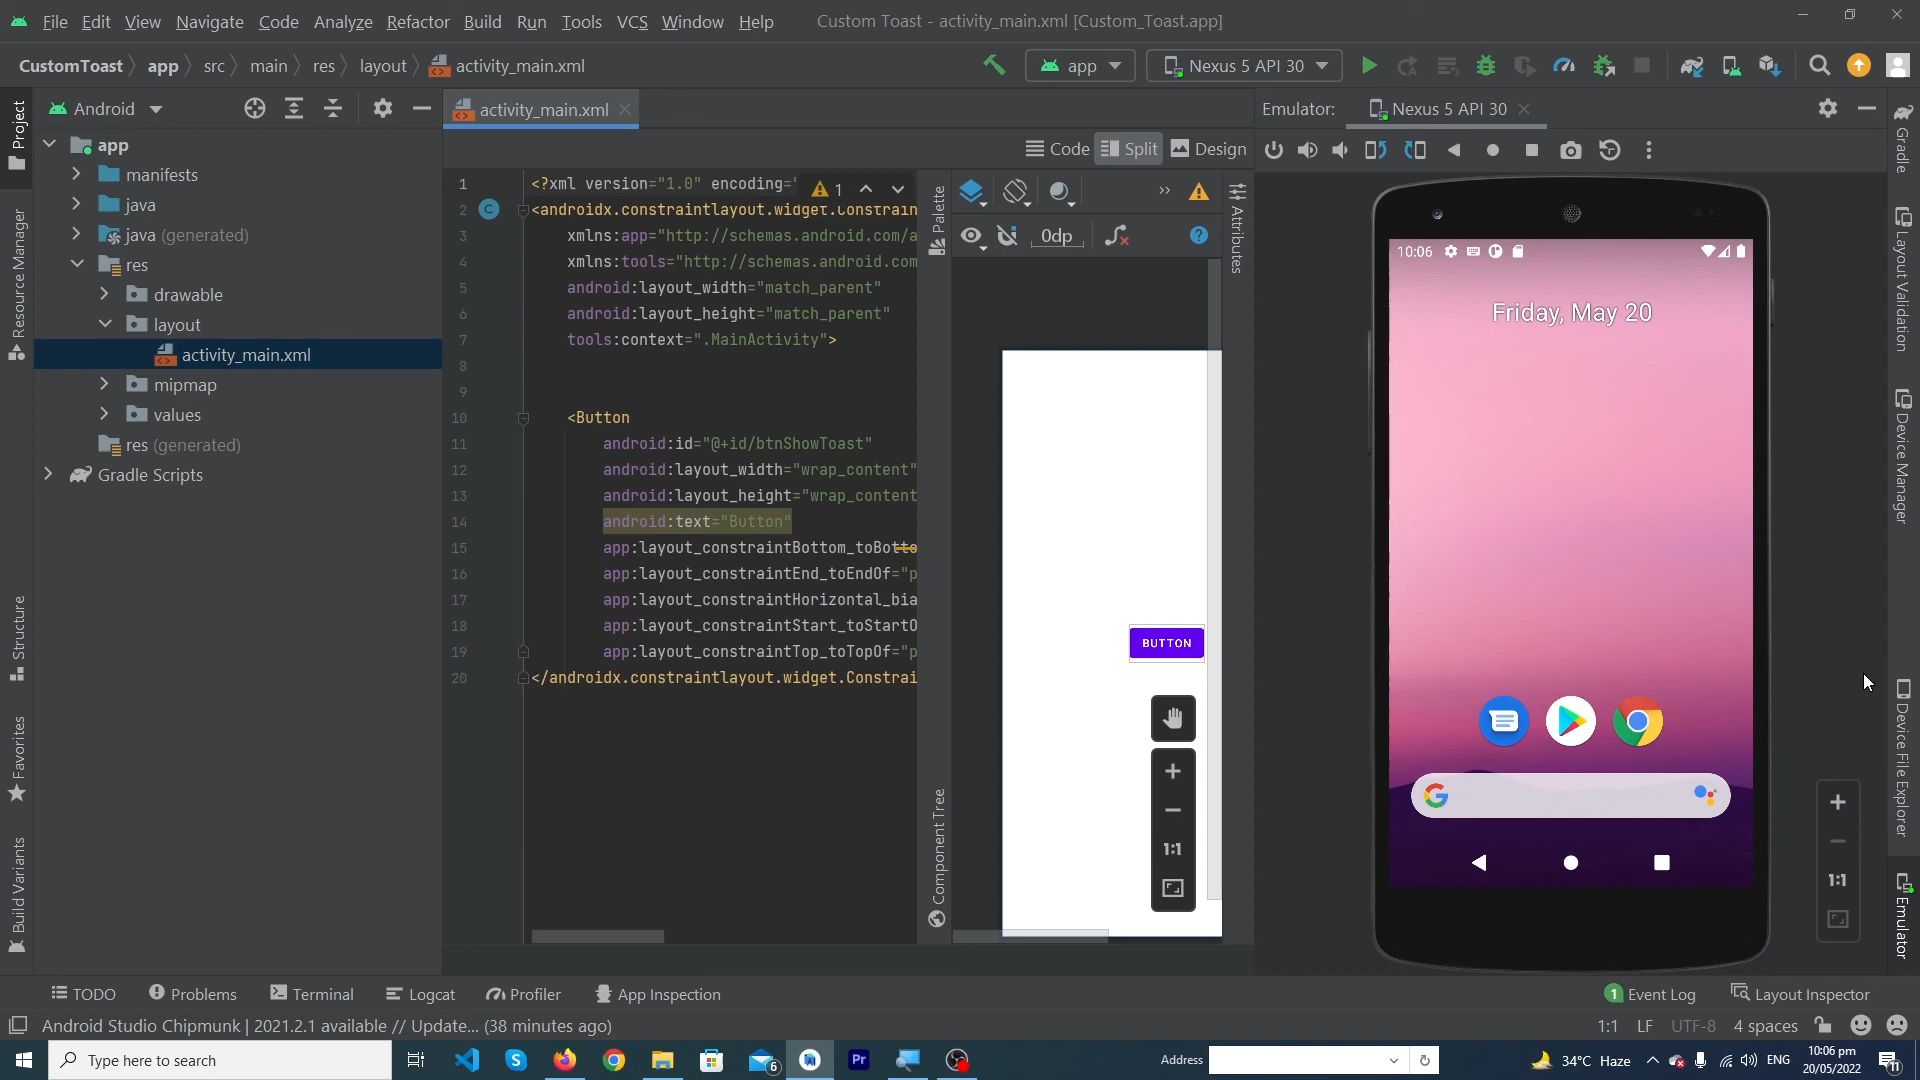 File Edit View Navigate Code Analyze Refactor Build Run Tools VCS Window Help Custom Toast - activity_main.xml [Custom_Toast.app]
CustomToast app src main res layout activity_main.xml app Nexus 5 API 30
Project
Android
activity_main.xml
Emulator: Nexus 5 API 30
Code Split Design
app
manifests
java
java (generated)
res
drawable
layout
activity_main.xml
mipmap
values
res (generated)
Gradle Scripts
Resource Manager
Structure
Favorites
Build Variants
1 <?xml version="1.0" encoding=" 1
2 <androidx.constraintlayout.widget.Constrain
3 xmlns:app="http://schemas.android.com/a
4 xmlns:tools="http://schemas.android.com
5 android:layout_width="match_parent"
6 android:layout_height="match_parent"
7 tools:context=".MainActivity">
8
9
10 <Button
11 android:id="@+id/btnShowToast"
12 android:layout_width="wrap_content"
13 android:layout_height="wrap_content
14 android:text="Button"
15 app:layout_constraintBottom_toBotto
16 app:layout_constraintEnd_toEndOf="p
17 app:layout_constraintHorizontal_bia
18 app:layout_constraintStart_toStartO
19 app:layout_constraintTop_toTopOf="p
20 </androidx.constraintlayout.widget.Constrai
C
Palette
Component Tree
0dp
?
Attributes
BUTTON
1:1
10:06
Friday, May 20
G
1:1
Gradle
Layout Validation
Device Manager
Device File Explorer
Emulator
TODO Problems Terminal Logcat Profiler App Inspection 1 Event Log Layout Inspector
Android Studio Chipmunk | 2021.2.1 available // Update... (38 minutes ago) 1:1 LF UTF-8 4 spaces
Type here to search
6
Pr
Address
34°C Haze
ENG
10:06 pm
20/05/2022
11